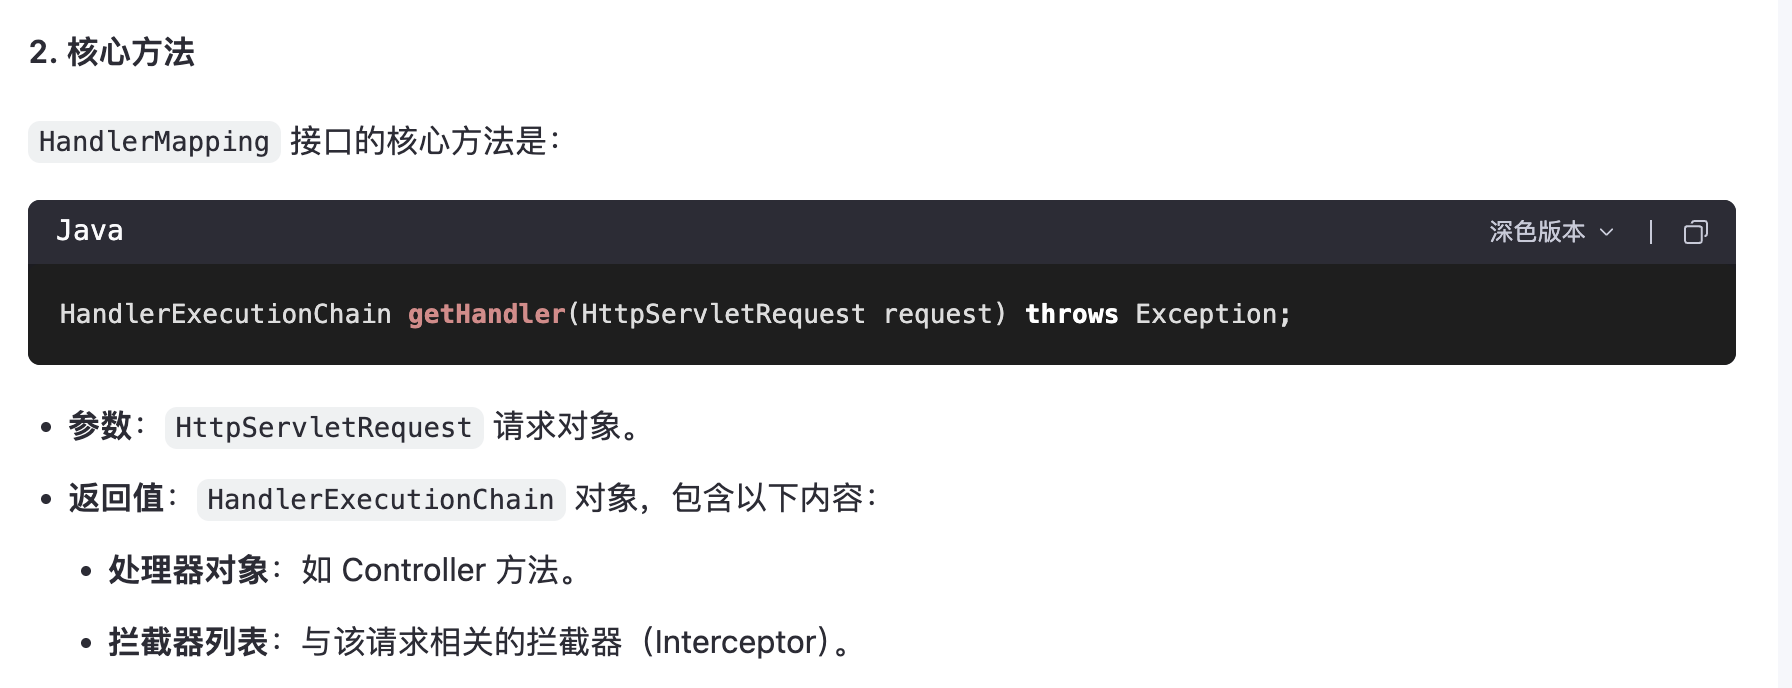 2. 核心方法
HandlerMapping 接口的核心方法是：
Java
深色版本
HandlerExecutionChain getHandler(HttpServletRequest request) throws Exception;
• 参数： HttpServletRequest 请求对象。
• 返回值： HandlerExecutionChain 对象，包含以下内容：
• 处理器对象：如 Controller 方法。
• 拦截器列表：与该请求相关的拦截器（Interceptor）。